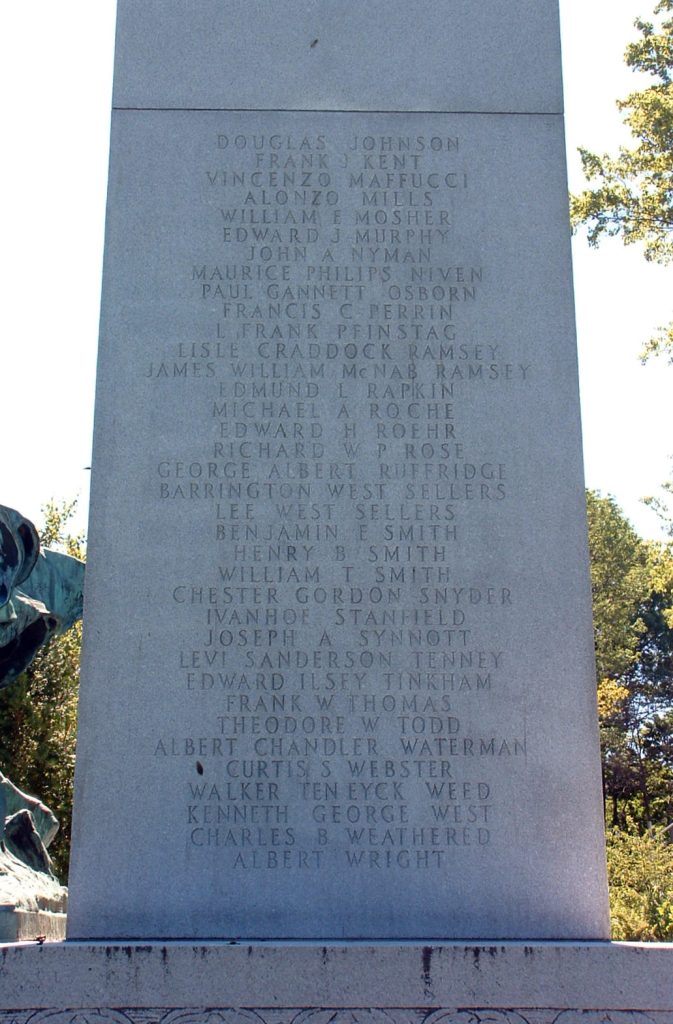 DOUGLAS JOHNSON
FRANK J KENT
VINCENZO MAFFUCCI
ALONZO MILLS
WILLIAM E MOSHER
EDWARD J MURPHY
JOHN A NYMAN
MAURICE PHILIPS NIVEN
PAUL GANNETT OSBORN
FRANCIS C PERRIN
L FRANK PFINSTAG
LISLE CRADDOCK RAMSEY
JAMES WILLIAM McNAB RAMSEY
EDMUND L RAPKIN
MICHAEL A ROCHE
EDWARD H ROEHR
RICHARD W P ROSE
GEORGE ALBERT RUFFRIDGE
BARRINGTON WEST SELLERS
LEE WEST SELLERS
BENJAMIN E SMITH
HENRY B SMITH
WILLIAM T SMITH
CHESTER GORDON SNYDER
IVANHOE STANFIELD
JOSEPH A SYNNOTT
LEVI SANDERSON TENNEY
EDWARD ILSEY TINKHAM
FRANK W THOMAS
THEODORE W TODD
ALBERT CHANDLER WATERMAN
CURTIS S WEBSTER
WALKER TEN EYCK WEED
KENNETH GEORGE WEST
CHARLES B WEATHERED
ALBERT WRIGHT